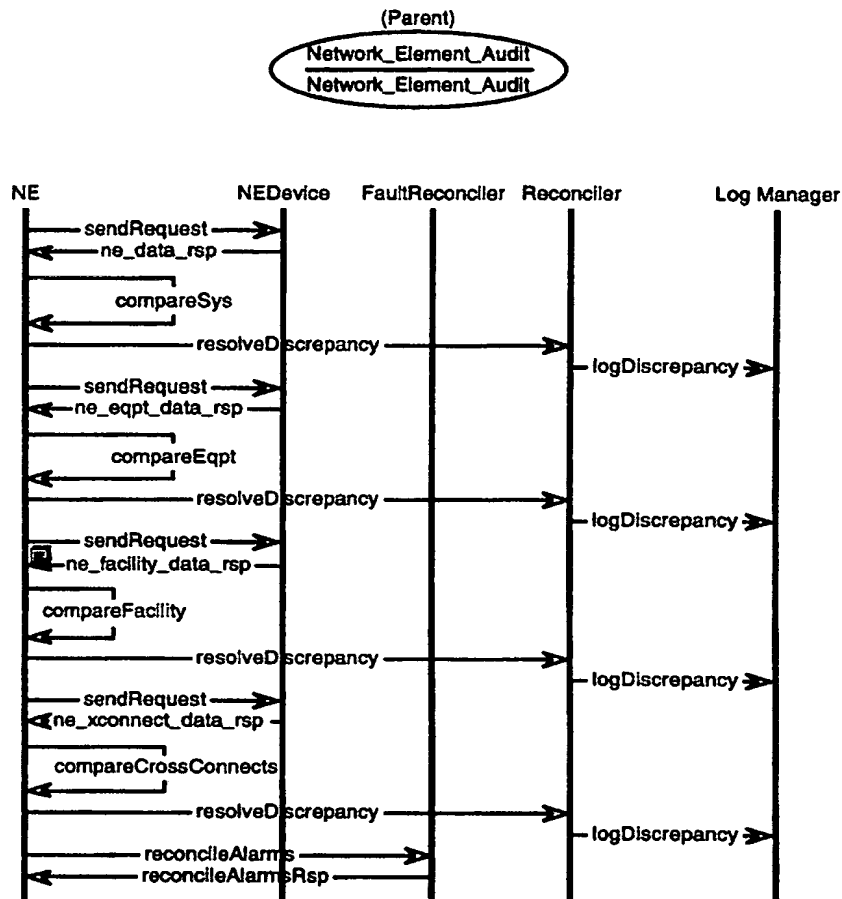 (Parent)
Network_Element_Audit
Network_Element_Audit
NE NEDevice FaultReconciler Reconciler Log Manager
sendRequest
ne_data_rsp
compareSys
resolveDiscrepancy
logDiscrepancy
sendRequest
ne_eqpt_data_rsp
compareEqpt
resolveDiscrepancy
logDiscrepancy
sendRequest
ne_facility_data_rsp
compareFacility
resolveDiscrepancy
logDiscrepancy
sendRequest
ne_xconnect_data_rsp
compareCrossConnects
resolveDiscrepancy
logDiscrepancy
reconcileAlarms
reconcileAlarmsRsp